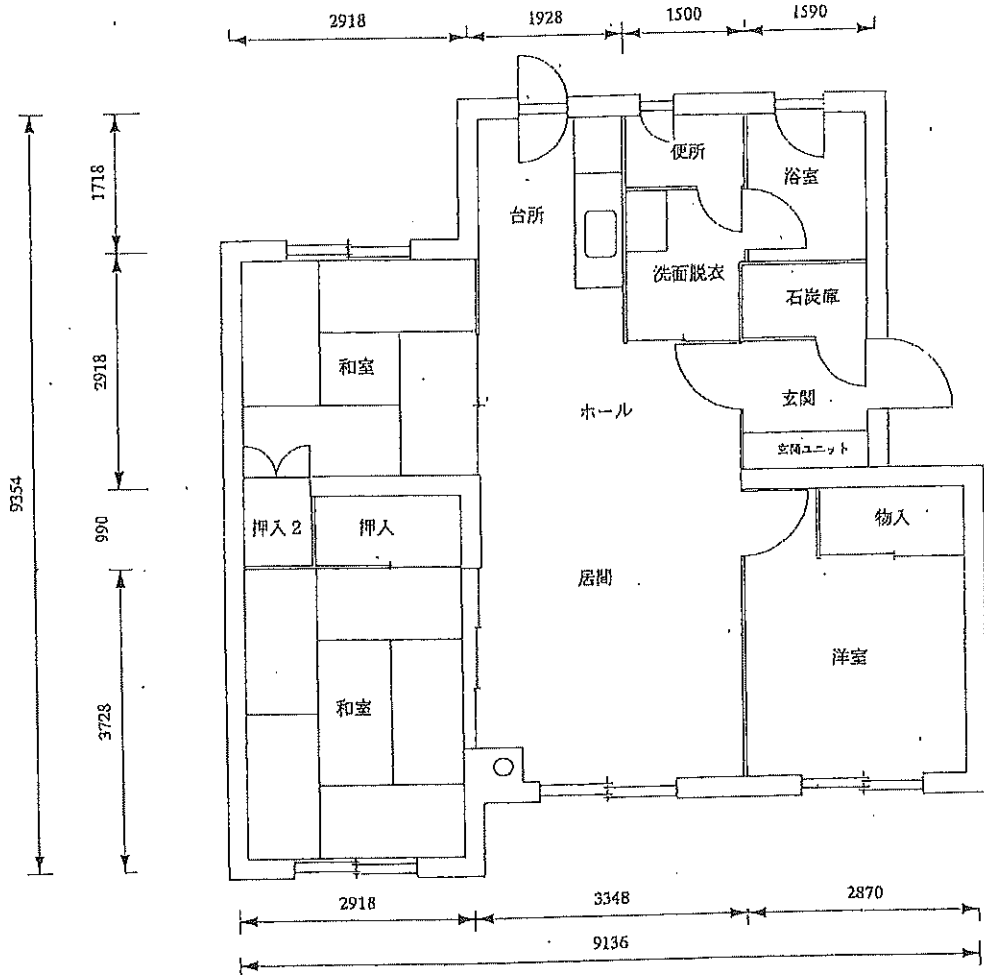 2918
1928
1500
1590
便所
浴室
1718
台所
洗面脱衣
石炭庫
2918
和室
ホール
玄関
玄関ユニット
9354
990
押入2
押入
物入
居間
洋室
3728
和室
2918
3348
2870
9136